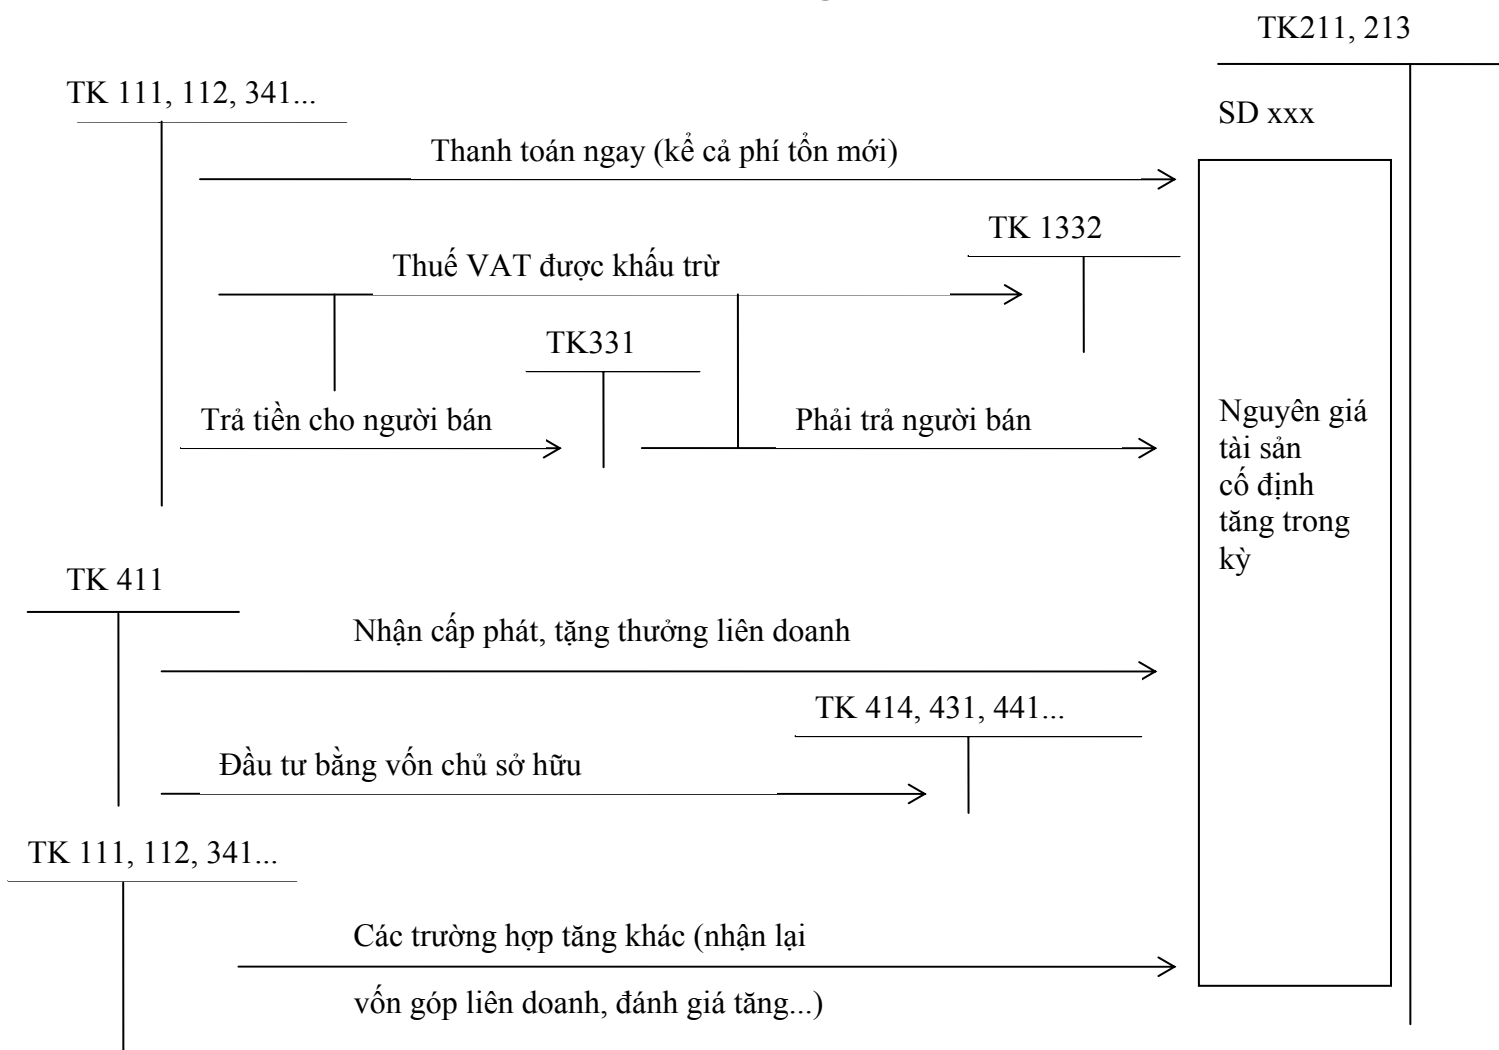 TK211, 213
TK 111, 112, 341...
SD xxx
Thanh toán ngay (kể cả phí tổn mới)
TK 1332
Thuế VAT được khấu trừ
TK331
Trả tiền cho người bán
Phải trả người bán
Nguyên giá
tài sản
cố định
tăng trong
kỳ
TK 411
Nhận cấp phát, tặng thưởng liên doanh
TK 414, 431, 441...
Đầu tư bằng vốn chủ sở hữu
TK 111, 112, 341...
Các trường hợp tăng khác (nhận lại
vốn góp liên doanh, đánh giá tăng...)